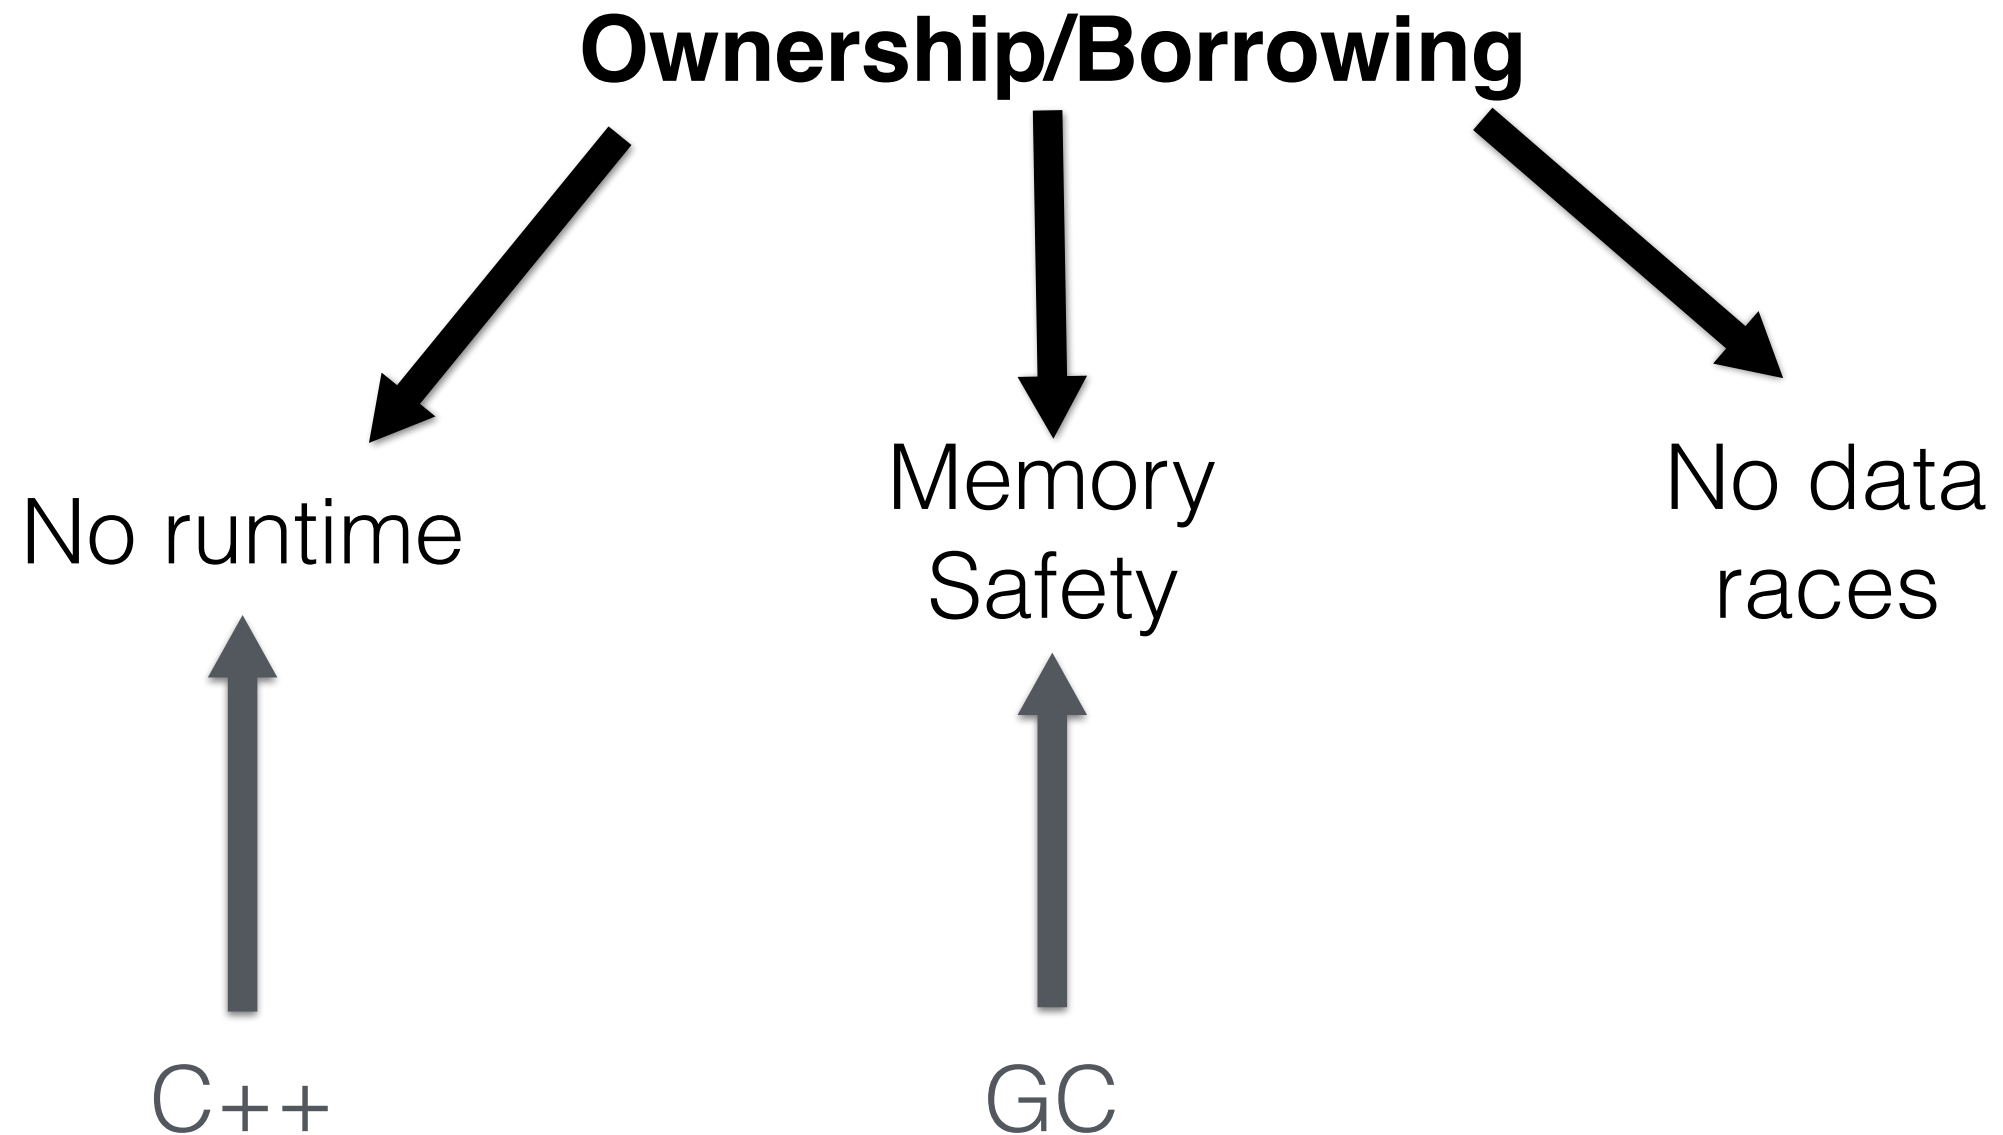 Ownership/Borrowing
No runtime
Memory
Safety
No data
races
C++
GC